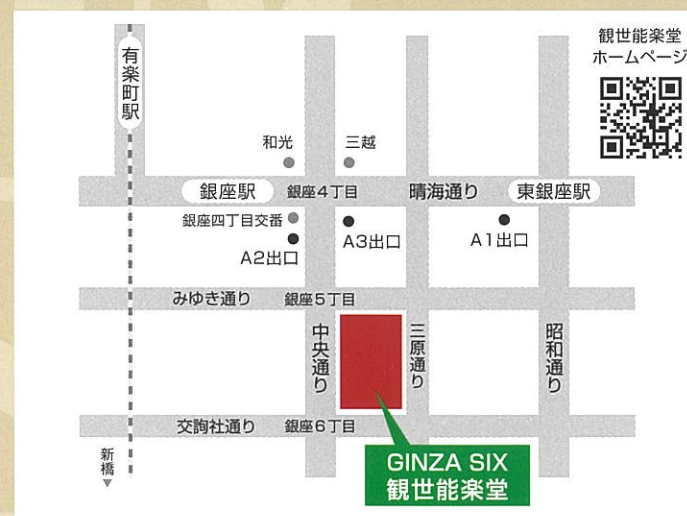 観世能楽堂
ホームページ
有楽町駅
和光
三越
銀座駅
銀座4丁目
晴海通り
東銀座駅
銀座四丁目交番
A2出口
A3出口
A1出口
みゆき通り
銀座5丁目
中央通り
三原通り
昭和通り
交詢社通り
銀座6丁目
新橋
GINZA SIX
観世能楽堂